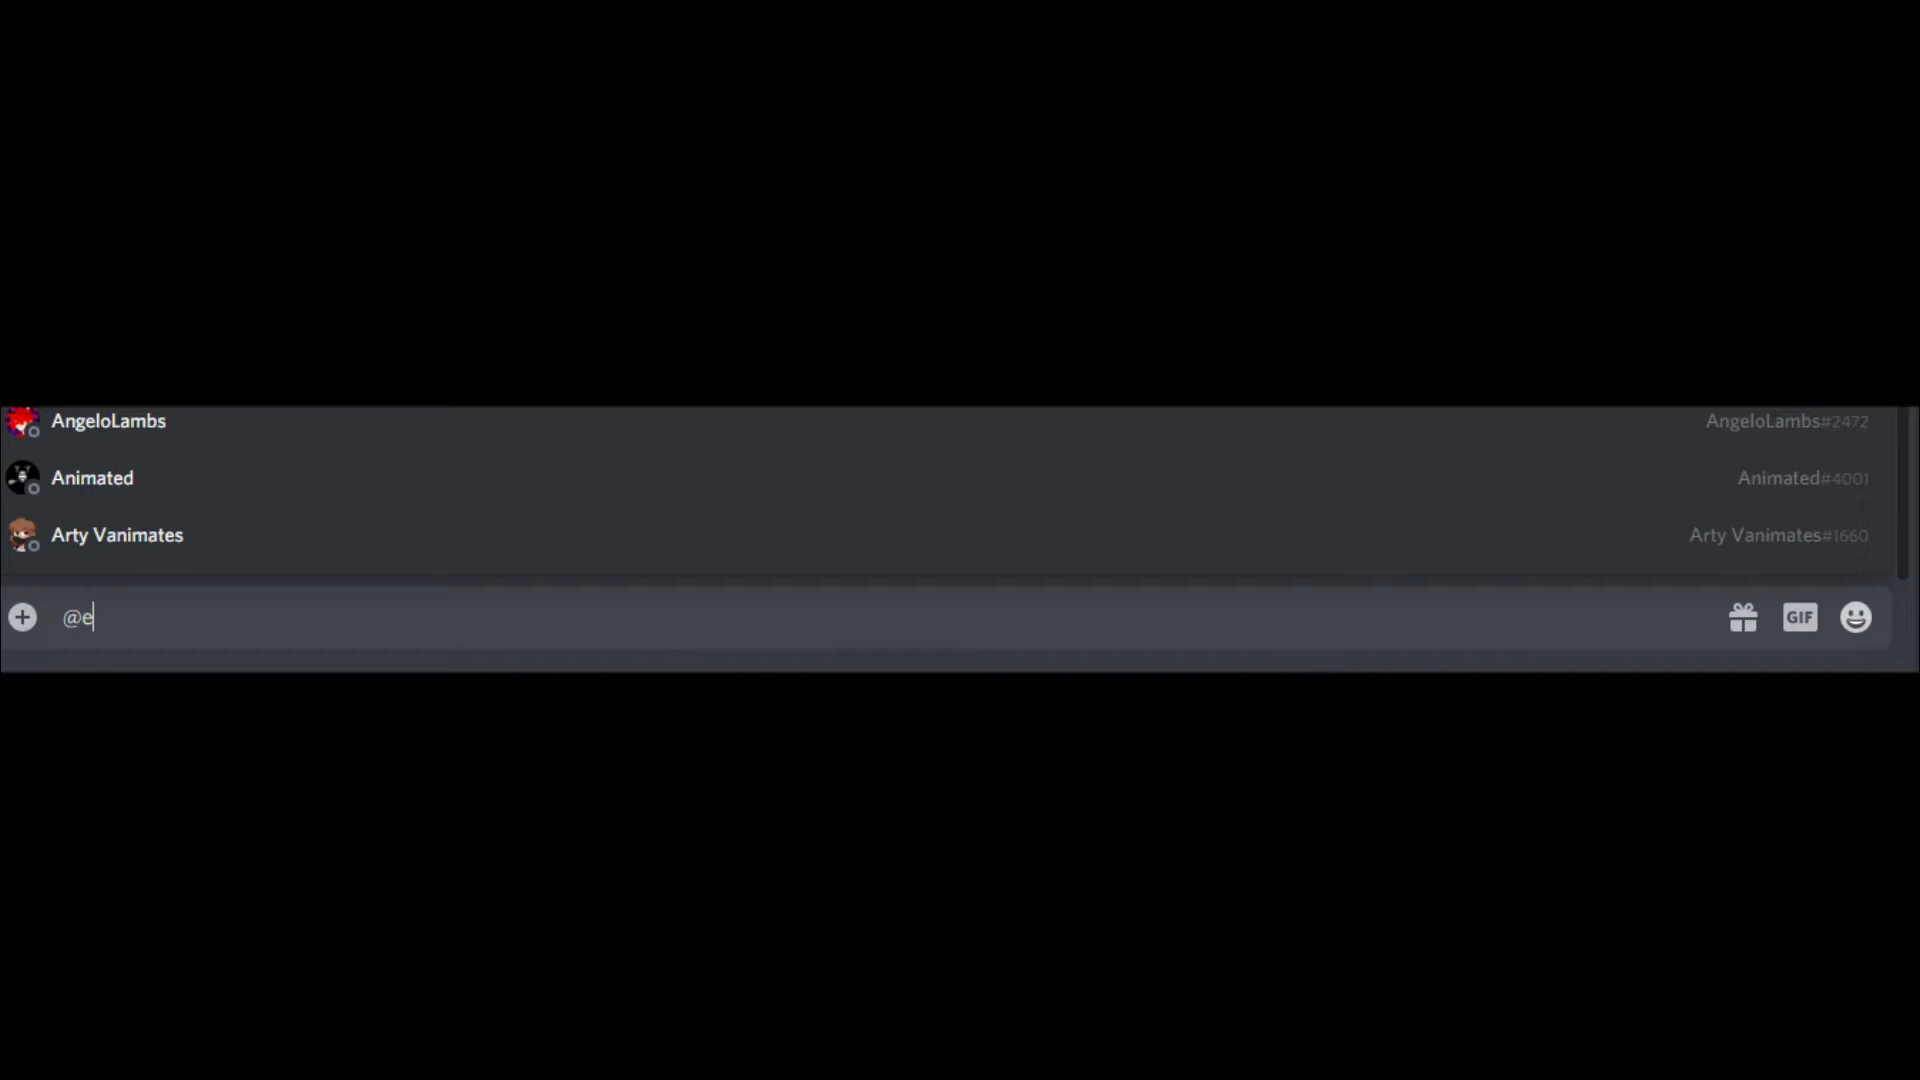 AngeloLambs AngeloLambs#2472
Animated Animated#4001
Arty Vanimates Arty Vanimates#1660
@e GIF